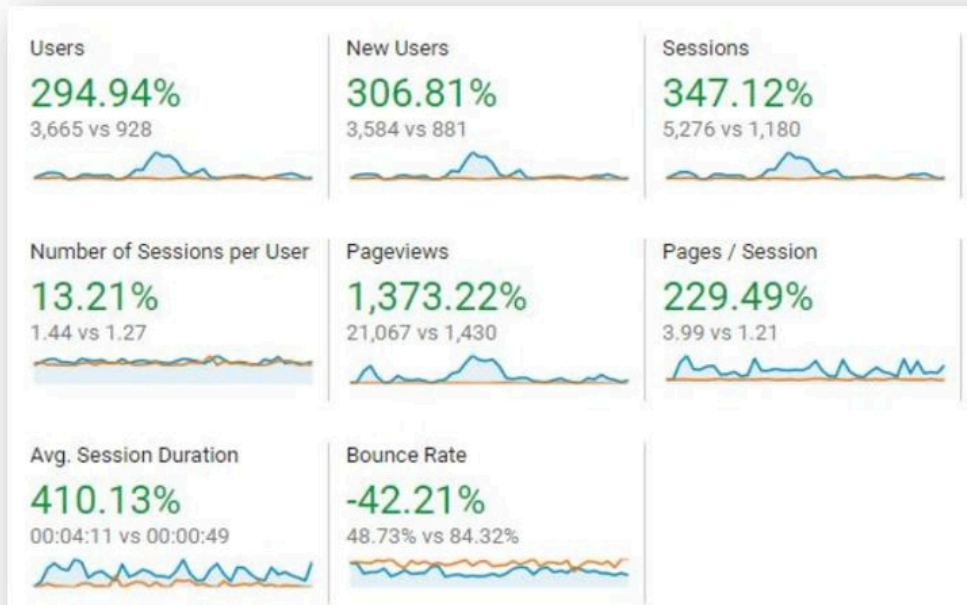 Users
294.94%
3,665 vs 928
New Users
306.81%
3,584 vs 881
Sessions
347.12%
5,276 vs 1,180
Number of Sessions per User
13.21%
1.44 vs 1.27
Pageviews
1,373.22%
21,067 vs 1,430
Pages / Session
229.49%
3.99 vs 1.21
Avg. Session Duration
410.13%
00:04:11 vs 00:00:49
Bounce Rate
-42.21%
48.73% vs 84.32%